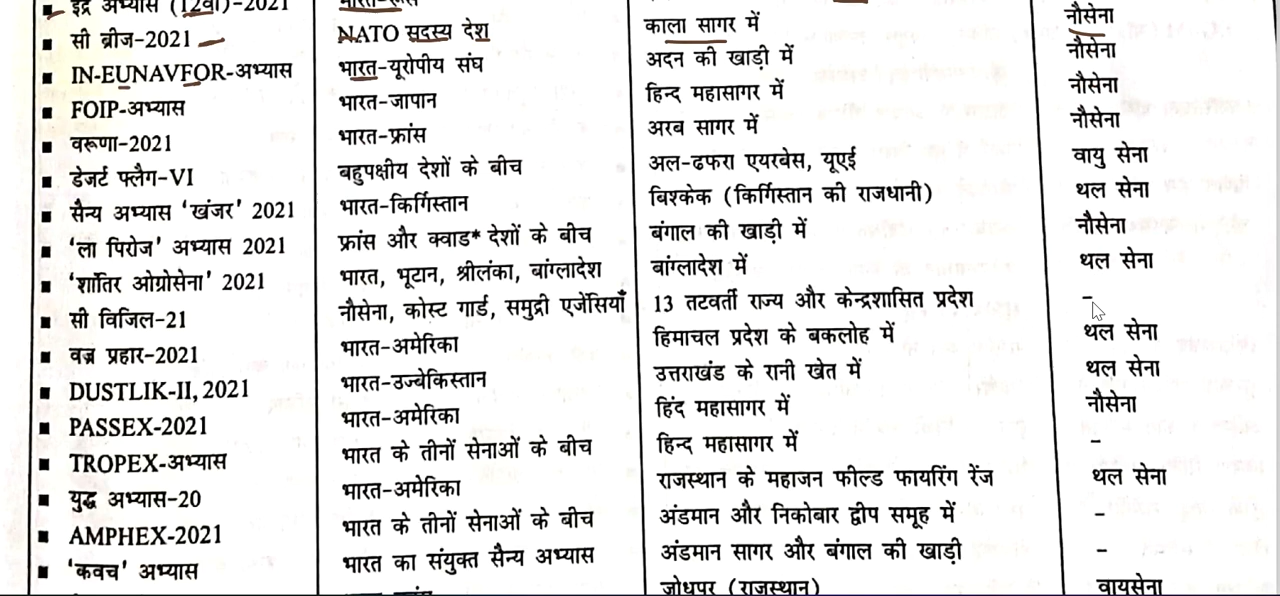 इंद्र अभ्यास (12वां)-2021 भारत-रूस
सी ब्रीज-2021 NATO सदस्य देश काला सागर में नौसेना
IN-EUNAVFOR-अभ्यास भारत-यूरोपीय संघ अदन की खाड़ी में नौसेना
FOIP-अभ्यास भारत-जापान हिन्द महासागर में नौसेना
वरूणा-2021 भारत-फ्रांस अरब सागर में नौसेना
डेजर्ट फ्लैग-VI बहुपक्षीय देशों के बीच अल-ढफरा एयरबेस, यूएई वायु सेना
सैन्य अभ्यास 'खंजर' 2021 भारत-किर्गिस्तान बिश्केक (किर्गिस्तान की राजधानी) थल सेना
'ला पिरोज' अभ्यास 2021 फ्रांस और क्वाड* देशों के बीच बंगाल की खाड़ी में नौसेना
'शांतिर ओग्रोसेना' 2021 भारत, भूटान, श्रीलंका, बांग्लादेश बांग्लादेश में थल सेना
सी विजिल-21 नौसेना, कोस्ट गार्ड, समुद्री एजेंसियाँ 13 तटवर्ती राज्य और केन्द्रशासित प्रदेश –
वज्र प्रहार-2021 भारत-अमेरिका हिमाचल प्रदेश के बकलोह में थल सेना
DUSTLIK-II, 2021 भारत-उज्बेकिस्तान उत्तराखंड के रानी खेत में थल सेना
PASSEX-2021 भारत-अमेरिका हिंद महासागर में नौसेना
TROPEX-अभ्यास भारत के तीनों सेनाओं के बीच हिन्द महासागर में –
युद्ध अभ्यास-20 भारत-अमेरिका राजस्थान के महाजन फील्ड फायरिंग रेंज थल सेना
AMPHEX-2021 भारत के तीनों सेनाओं के बीच अंडमान और निकोबार द्वीप समूह में –
'कवच' अभ्यास भारत का संयुक्त सैन्य अभ्यास अंडमान सागर और बंगाल की खाड़ी –
जोधपुर (राजस्थान) वायुसेना